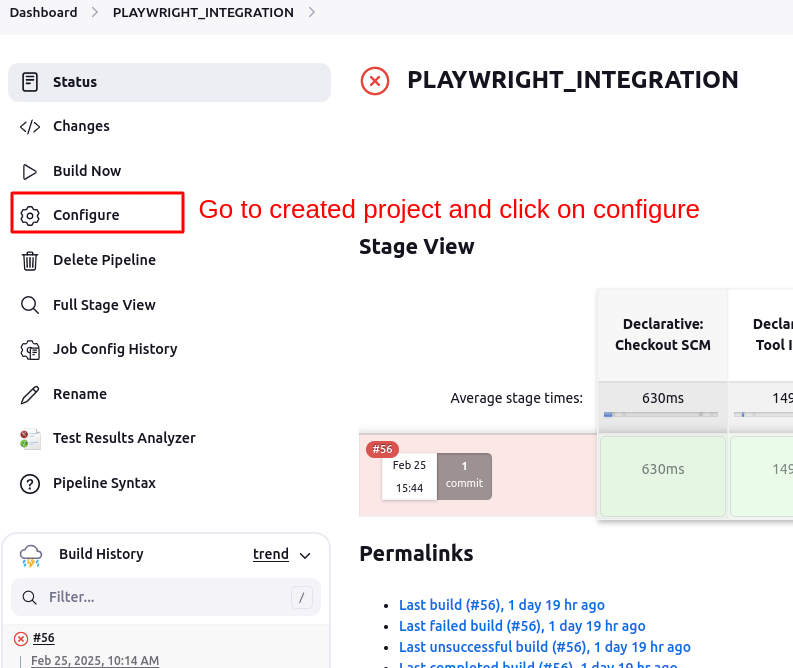 Dashboard
PLAYWRIGHT_INTEGRATION
Status
Changes
Build Now
Configure
Delete Pipeline
Full Stage View
Job Config History
Rename
Test Results Analyzer
Pipeline Syntax
Build History
trend
Filter...
/
#56
Feb 25, 2025, 10:14 AM
PLAYWRIGHT_INTEGRATION
Go to created project and click on configure
Stage View
Declarative:
Checkout SCM
Decla
Tool I
Average stage times:
630ms
149
#56
Feb 25
15:44
1
commit
630ms
149
Permalinks
Last build (#56), 1 day 19 hr ago
Last failed build (#56), 1 day 19 hr ago
Last unsuccessful build (#56), 1 day 19 hr ago
Last completed build (#56), 1 day 19 hr ago